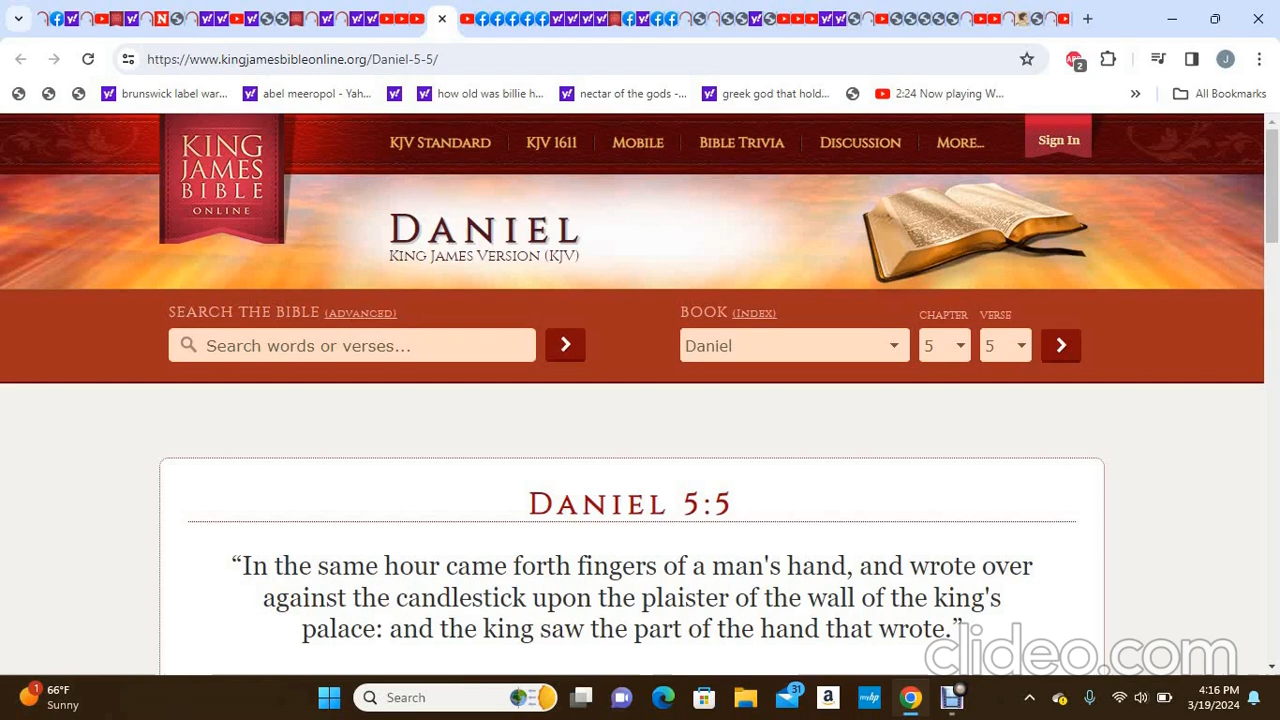 https://www.kingjamesbibleonline.org/Daniel-5-5/
2
J
brunswick label war...
abel meeropol - Yah...
how old was billie h...
nectar of the gods -...
greek god that hold...
2:24 Now playing W...
»
All Bookmarks
KING
JAMES
BIBLE
ONLINE
KJV STANDARD
KJV 1611
MOBILE
BIBLE TRIVIA
DISCUSSION
MORE...
Sign In
DANIEL
KING JAMES VERSION (KJV)
SEARCH THE BIBLE (ADVANCED)
Search words or verses...
BOOK (INDEX)
CHAPTER
VERSE
Daniel
5
5
DANIEL 5:5
“In the same hour came forth fingers of a man's hand, and wrote over
against the candlestick upon the plaister of the wall of the king's
palace: and the king saw the part of the hand that wrote.”
clideo.com
1
66°F
Sunny
Search
31
a
myhp
4:16 PM
3/19/2024